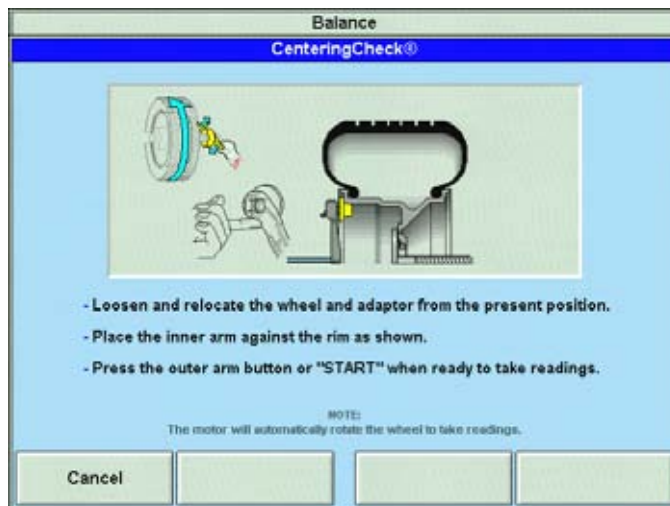 Balance
CenteringCheck®
- Loosen and relocate the wheel and adaptor from the present position.
- Place the inner arm against the rim as shown.
- Press the outer arm button or "START" when ready to take readings.
NOTE:
The motor will automatically rotate the wheel to take readings.
Cancel